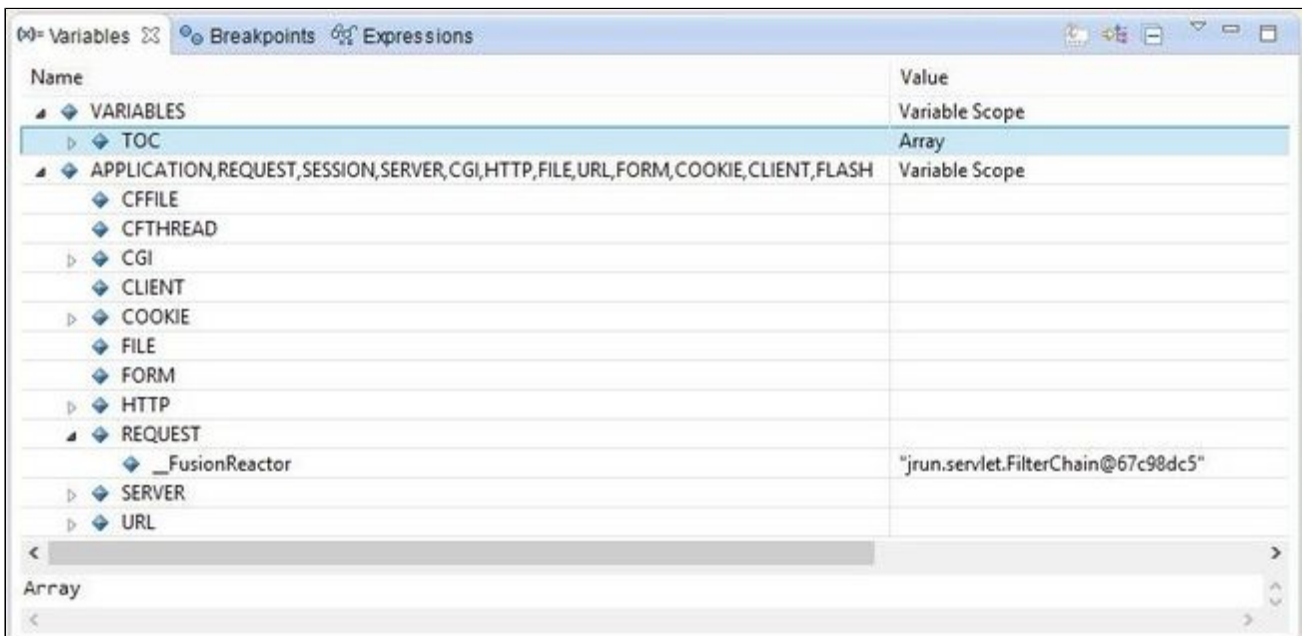 (x)= Variables Breakpoints Expressions
Name Value
VARIABLES Variable Scope
TOC Array
APPLICATION,REQUEST,SESSION,SERVER,CGI,HTTP,FILE,URL,FORM,COOKIE,CLIENT,FLASH Variable Scope
CFFILE
CFTHREAD
CGI
CLIENT
COOKIE
FILE
FORM
HTTP
REQUEST
__FusionReactor "jrun.servlet.FilterChain@67c98dc5"
SERVER
URL
Array